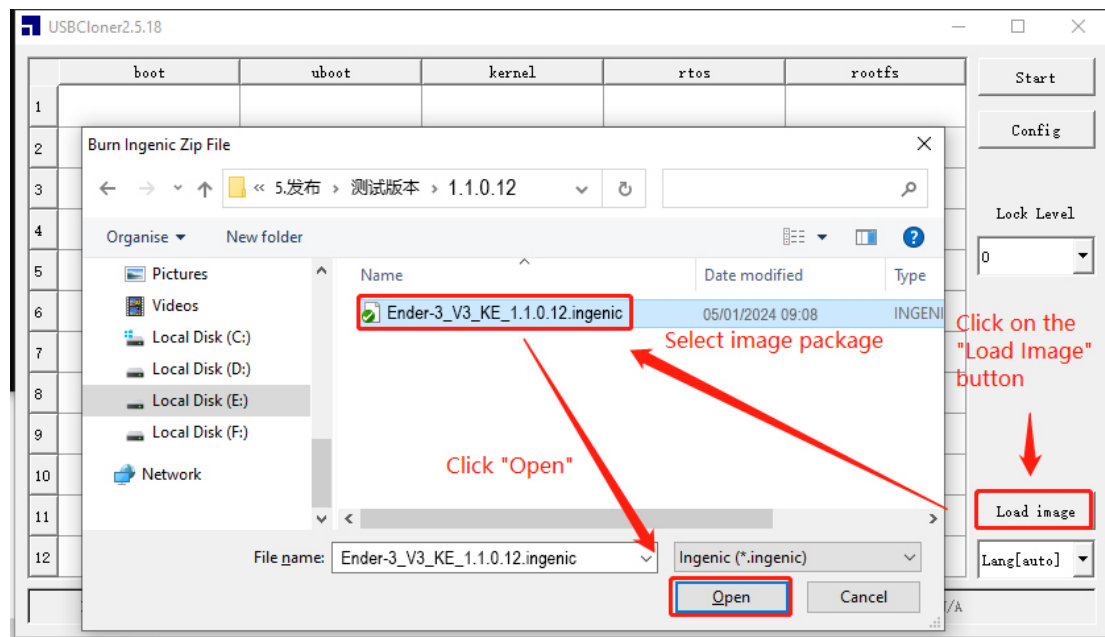 USBCloner2.5.18
boot uboot kernel rtos rootfs
Start
1
Config
2
Burn Ingenic Zip File
3
« 5.发布 › 测试版本 › 1.1.0.12
Lock Level
4
Organise New folder
0
5
Pictures
Name Date modified Type
Videos
6
Ender-3_V3_KE_1.1.0.12.ingenic 05/01/2024 09:08 INGENI
Local Disk (C:)
Select image package
Click on the
"Load Image"
button
7
Local Disk (D:)
8
Local Disk (E:)
9
Local Disk (F:)
10
Network
Click "Open"
11
Load image
12
File name: Ender-3_V3_KE_1.1.0.12.ingenic Ingenic (*.ingenic)
Lang[auto]
Open Cancel
/A